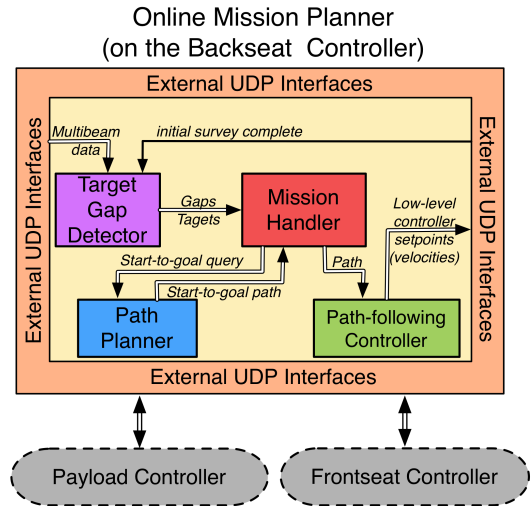 Online Mission Planner
(on the Backseat Controller)
External UDP Interfaces
External UDP Interfaces
External UDP Interfaces
Multibeam
data
initial survey complete
Target
Gap
Detector
Gaps
Tagets
Mission
Handler
Low-level
controller
setpoints
(velocities)
Start-to-goal query
Start-to-goal path
Path
Path
Planner
Path-following
Controller
External UDP Interfaces
Payload Controller
Frontseat Controller